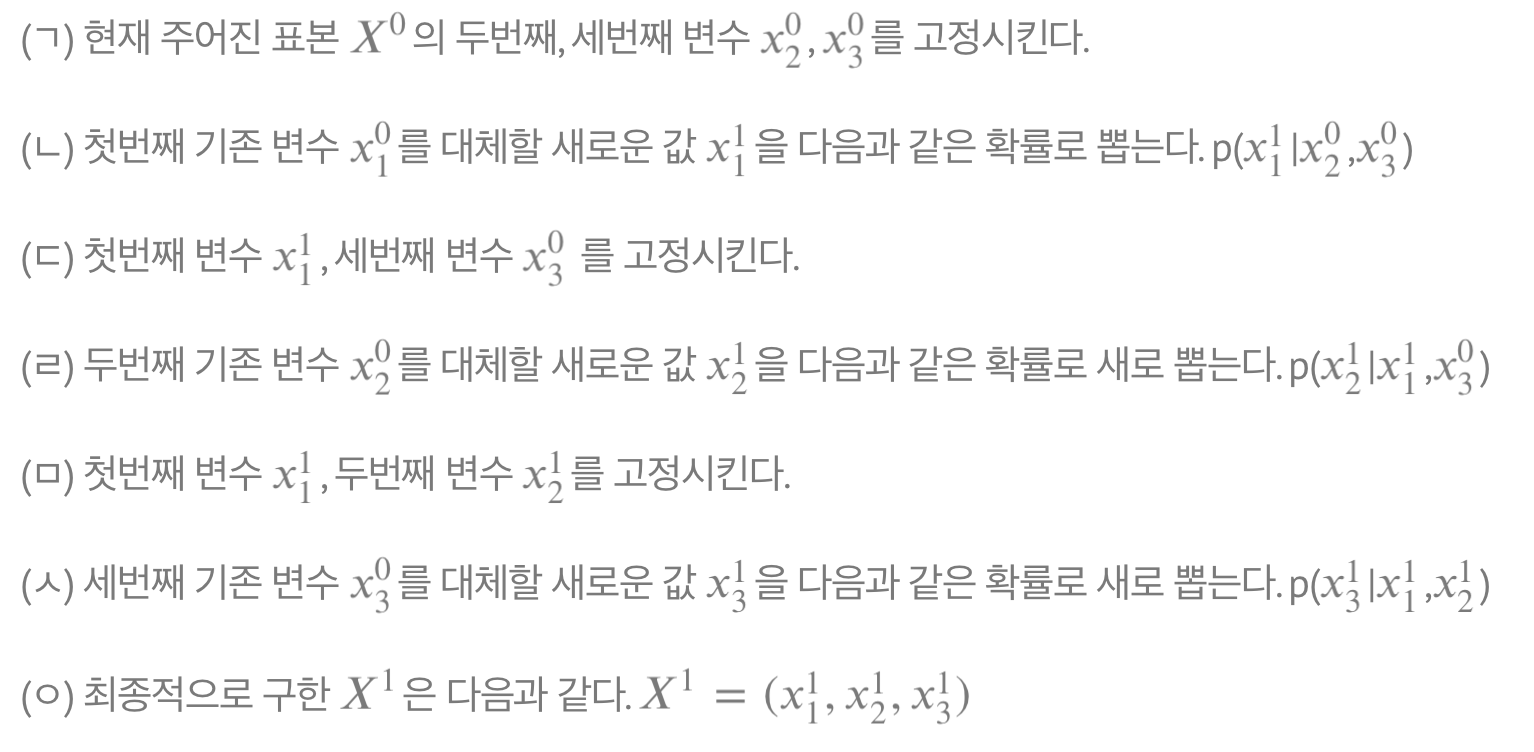 (ㄱ) 현재 주어진 표본 $X^0$의 두번째, 세번째 변수 $x_2^0, x_3^0$를 고정시킨다.
(ㄴ) 첫번째 기존 변수 $x_1^0$를 대체할 새로운 값 $x_1^1$을 다음과 같은 확률로 뽑는다. p($x_1^1$|$x_2^0$,$x_3^0$)
(ㄷ) 첫번째 변수 $x_1^1$, 세번째 변수 $x_3^0$ 를 고정시킨다.
(ㄹ) 두번째 기존 변수 $x_2^0$를 대체할 새로운 값 $x_2^1$을 다음과 같은 확률로 새로 뽑는다. p($x_2^1$|$x_1^1$,$x_3^0$)
(ㅁ) 첫번째 변수 $x_1^1$, 두번째 변수 $x_2^1$를 고정시킨다.
(ㅅ) 세번째 기존 변수 $x_3^0$를 대체할 새로운 값 $x_3^1$을 다음과 같은 확률로 새로 뽑는다. p($x_3^1$|$x_1^1$,$x_2^1$)
(ㅇ) 최종적으로 구한 $X^1$은 다음과 같다. $X^1 = (x_1^1, x_2^1, x_3^1)$